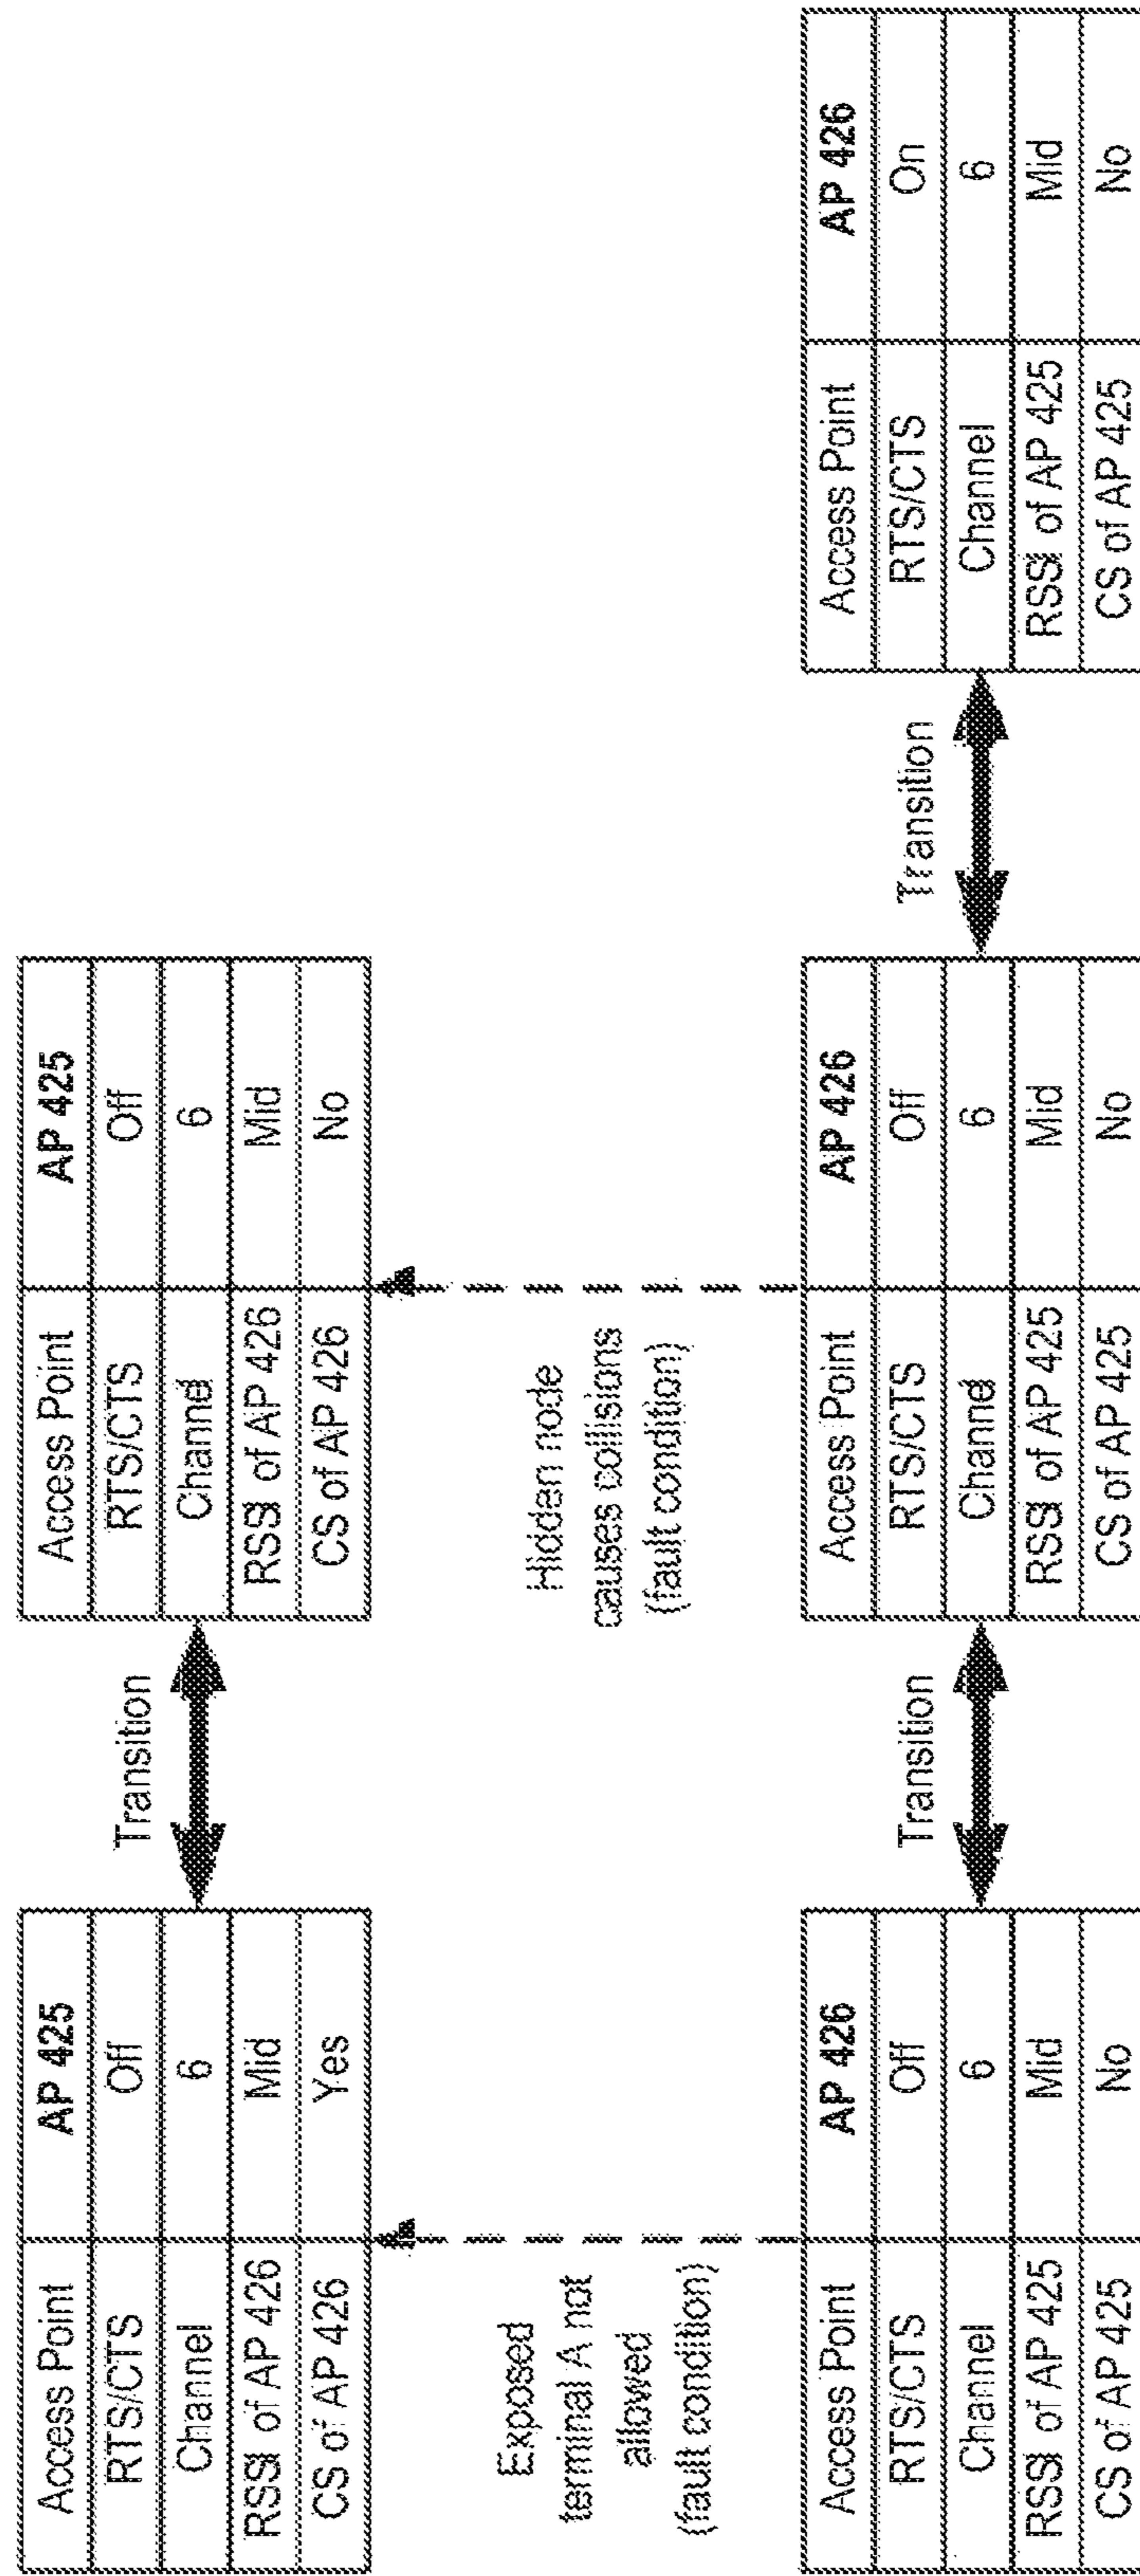 Access Point AP 425
RTS/CTS Off
Channel 6
RSSI of AP 426 Mid
CS of AP 426 Yes
Transition
Access Point AP 425
RTS/CTS Off
Channel 6
RSSI of AP 426 Mid
CS of AP 426 No
Exposed
terminal A not
allowed
(fault condition)
Hidden node
causes collisions
(fault condition)
Access Point AP 426
RTS/CTS Off
Channel 6
RSSI of AP 425 Mid
CS of AP 425 No
Transition
Access Point AP 426
RTS/CTS Off
Channel 6
RSSI of AP 425 Mid
CS of AP 425 No
Transition
Access Point AP 426
RTS/CTS On
Channel 6
RSSI of AP 425 Mid
CS of AP 425 No